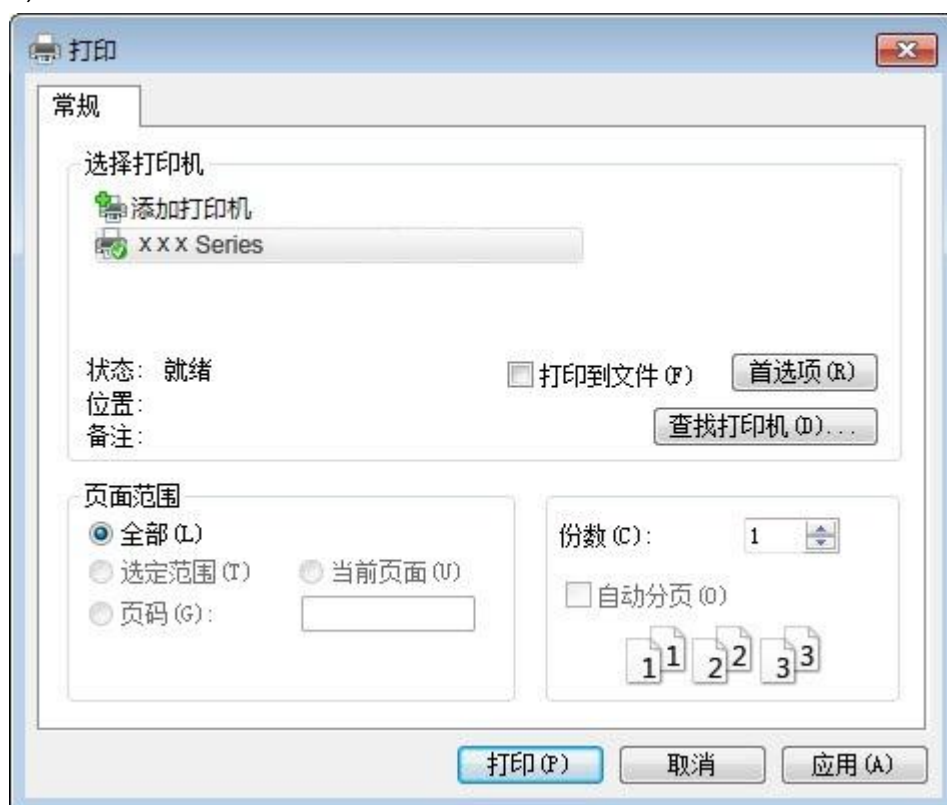 打印
常规
选择打印机
添加打印机
XXX Series
状态: 就绪
打印到文件(F)
首选项(R)
位置:
备注:
查找打印机(D)...
页面范围
全部(L)
选定范围(T)
当前页面(U)
页码(G):
份数(C):
1
自动分页(O)
1 1 2 2 3 3
打印(P)
取消
应用(A)